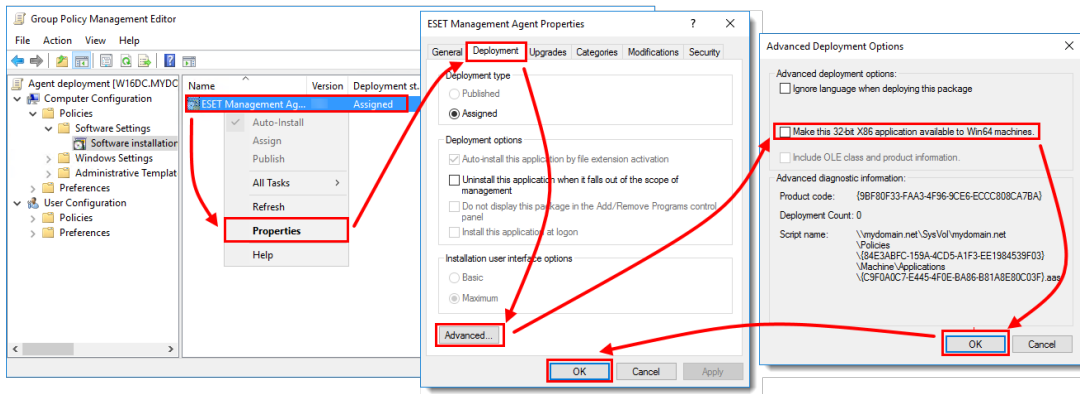 Group Policy Management Editor
File Action View Help
Agent deployment [W16DC.MYDC
Computer Configuration
Policies
Software Settings
Software installation
Windows Settings
Administrative Templat
Preferences
User Configuration
Policies
Preferences
Name Version Deployment st.
ESET Management Ag... Assigned
Auto-Install
Assign
Publish
All Tasks >
Refresh
Properties
Help
ESET Management Agent Properties ? ×
General Deployment Upgrades Categories Modifications Security
Deployment type
Published
Assigned
Deployment options
Auto-install this application by file extension activation
Uninstall this application when it falls out of the scope of
management
Do not display this package in the Add/Remove Programs control
panel
Install this application at logon
Installation user interface options
Basic
Maximum
Advanced...
OK Cancel Apply
Advanced Deployment Options ×
Advanced deployment options:
Ignore language when deploying this package
Make this 32-bit X86 application available to Win64 machines.
Include OLE class and product information.
Advanced diagnostic information:
Product code: {9BF80F33-FAA3-4F96-9CE6-ECCC808CA7BA}
Deployment Count: 0
Script name: \\mydomain.net\SysVol\mydomain.net
\Policies
\{84E3ABFC-159A-4CD5-A1F3-EE1984539F03}
\Machine\Applications
\{C9F0A0C7-E445-4F0E-BA86-B81A8E80C03F}.aas
OK Cancel